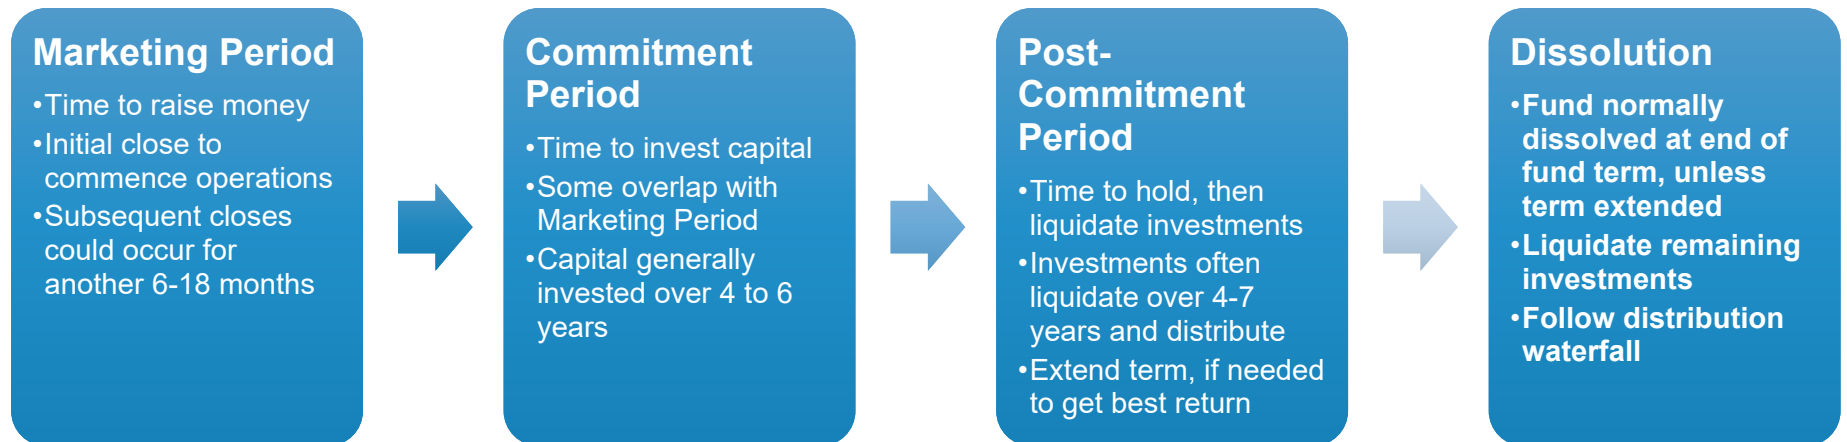 Marketing Period
•Time to raise money
•Initial close to
commence operations
•Subsequent closes
could occur for
another 6-18 months
Commitment
Period
•Time to invest capital
•Some overlap with
Marketing Period
•Capital generally
invested over 4 to 6
years
Post-
Commitment
Period
•Time to hold, then
liquidate investments
•Investments often
liquidate over 4-7
years and distribute
•Extend term, if needed
to get best return
Dissolution
•Fund normally
dissolved at end of
fund term, unless
term extended
•Liquidate remaining
investments
•Follow distribution
waterfall